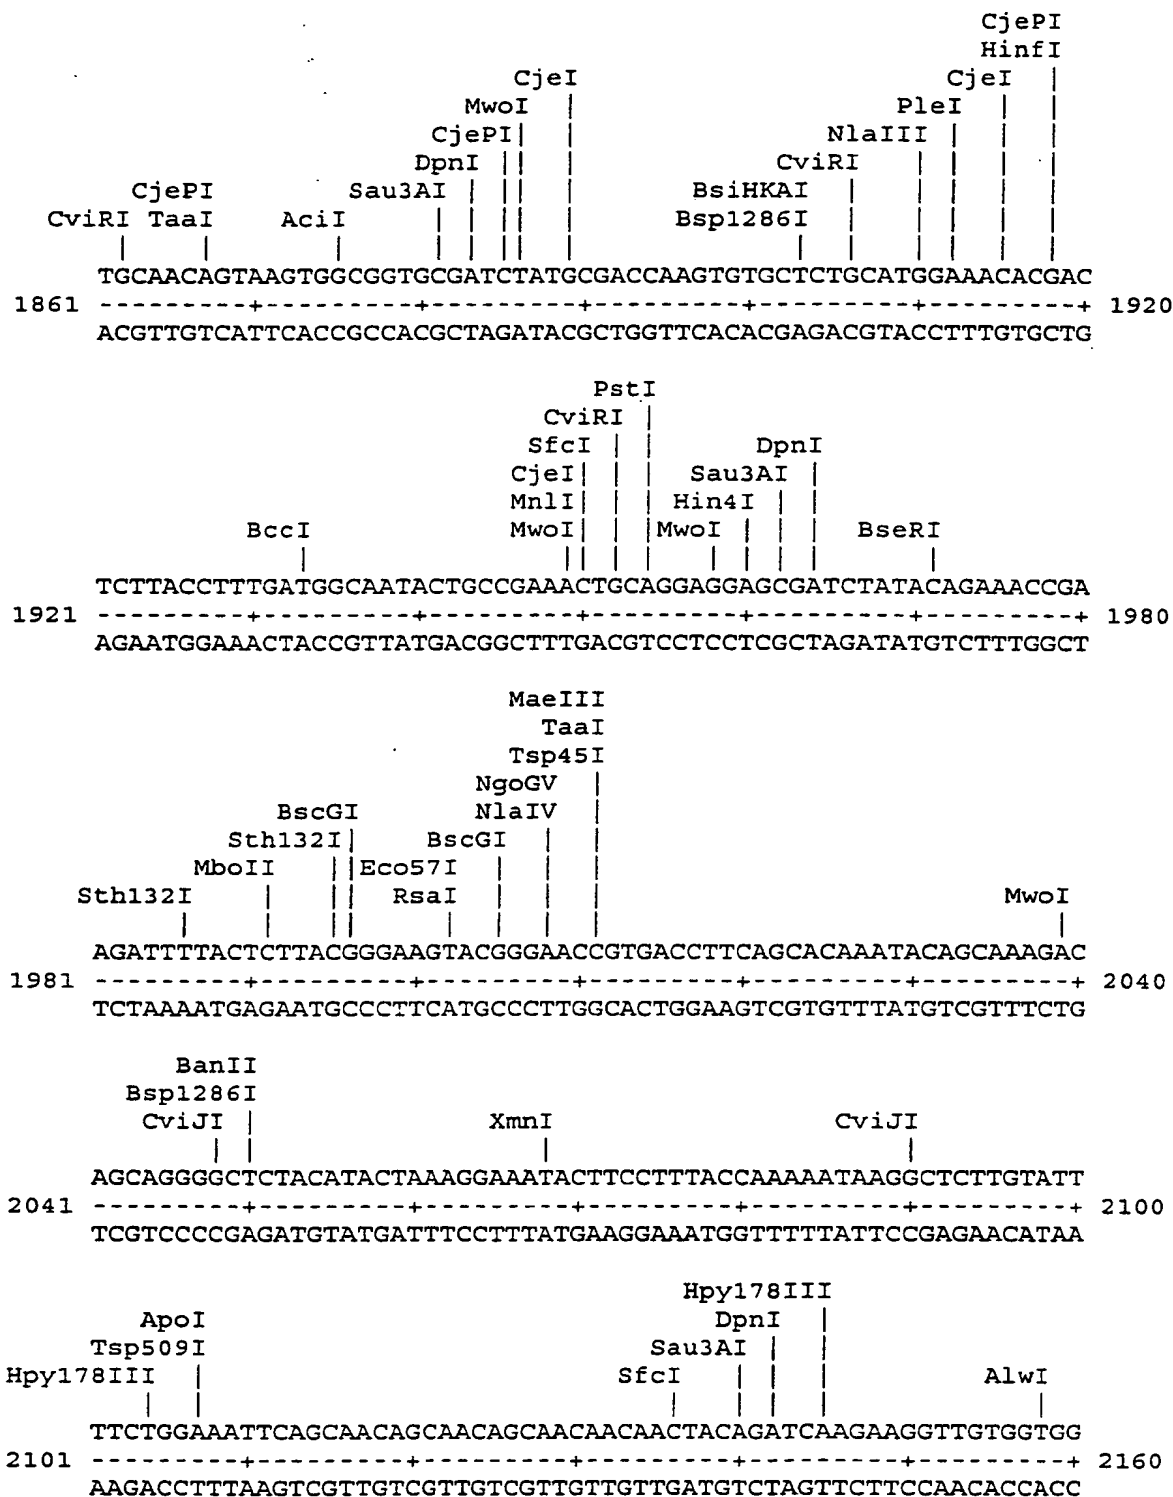 CjePI
HinfI
CjeI
MwoI PleI
CjePI NlaIII
DpnI CviRI
CjePI Sau3AI BsiHKAI
CviRI TaaI AciI Bsp1286I
TGCAACAGTAAGTGGCGGTGCGATCTATGCGACCAAGTGTGCTCTGCATGGAAACACGAC
1861 ---------+---------+---------+---------+---------+---------+ 1920
ACGTTGTCATTCACCGCCACGCTAGATACGCTGGTTCACACGAGACGTACCTTTGTGCTG
PstI
CviRI
SfcI DpnI
CjeI Sau3AI
MnlI Hin4I
BccI MwoI MwoI BseRI
TCTTACCTTTGATGGCAATACTGCCGAAACTGCAGGAGGAGCGATCTATACAGAAACCGA
1921 ---------+---------+---------+---------+---------+---------+ 1980
AGAATGGAAACTACCGTTATGACGGCTTTGACGTCCTCCTCGCTAGATATGTCTTTGGCT
MaeIII
TaaI
Tsp45I
NgoGV
BscGI NlaIV
Sth132I BscGI
MboII Eco57I
Sth132I RsaI MwoI
AGATTTTACTCTTACGGGAAGTACGGGAACCGTGACCTTCAGCACAAATACAGCAAAGAC
1981 ---------+---------+---------+---------+---------+---------+ 2040
TCTAAAATGAGAATGCCCTTCATGCCCTTGGCACTGGAAGTCGTGTTTATGTCGTTTCTG
BanII
Bsp1286I
CviJI XmnI CviJI
AGCAGGGGCTCTACATACTAAAGGAAATACTTCCTTTACCAAAAATAAGGCTCTTGTATT
2041 ---------+---------+---------+---------+---------+---------+ 2100
TCGTCCCCGAGATGTATGATTTCCTTTATGAAGGAAATGGTTTTTATTCCGAGAACATAA
Hpy178III
ApoI DpnI
Tsp509I Sau3AI
Hpy178III SfcI AlwI
TTCTGGAAATTCAGCAACAGCAACAGCAACAACAACTACAGATCAAGAAGGTTGTGGTGG
2101 ---------+---------+---------+---------+---------+---------+ 2160
AAGACCTTTAAGTCGTTGTCGTTGTCGTTGTTGTTGATGTCTAGTTCTTCCAACACCACC